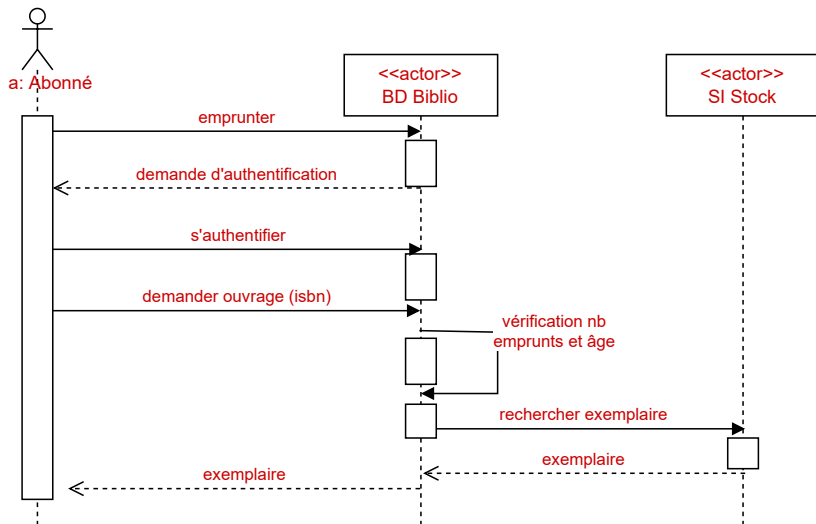 a: Abonné
<<actor>>
BD Biblio
<<actor>>
SI Stock
emprunter
demande d'authentification
s'authentifier
demander ouvrage (isbn)
vérification nb
emprunts et âge
rechercher exemplaire
exemplaire
exemplaire